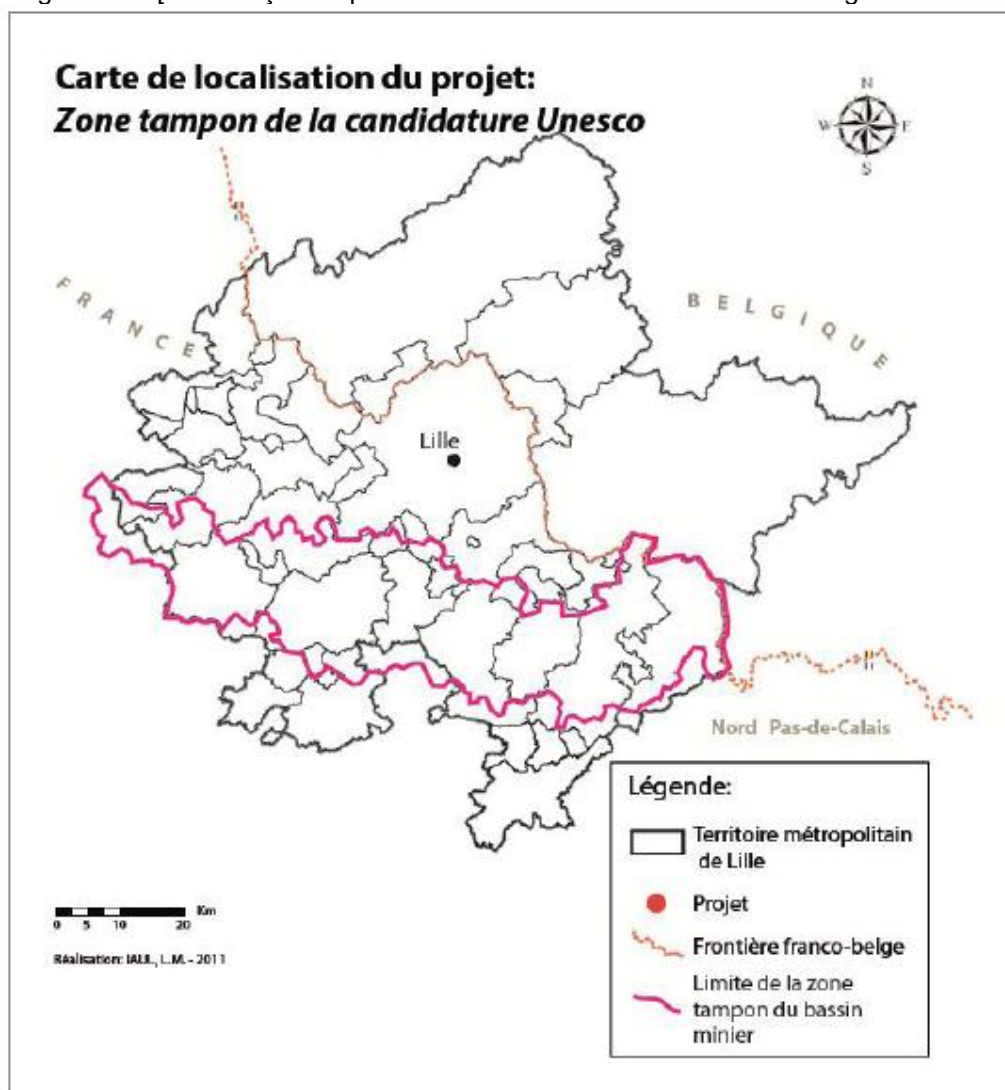 Carte de localisation du projet:
Zone tampon de la candidature Unesco
N
W E
S
FRANCE
BELGIQUE
Lille
Nord Pas-de-Calais
Légende:
Territoire métropolitain
de Lille
Projet
Frontière franco-belge
Limite de la zone
tampon du bassin
minier
Km
0 5 10 20
Réalisation: IAUL, L.M. - 2011